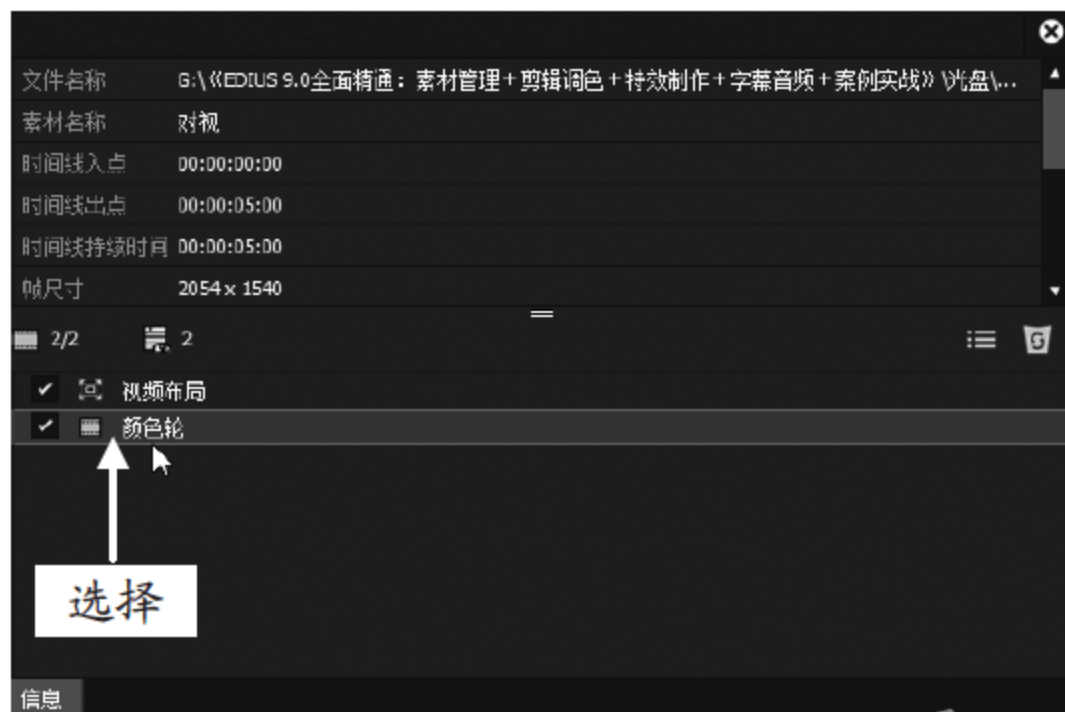 文件名称 G:\《EDIUS 9.0全面精通：素材管理+剪辑调色+特效制作+字幕音频+案例实战》\光盘\...
素材名称 对视
时间线入点 00:00:00:00
时间线出点 00:00:05:00
时间线持续时间 00:00:05:00
帧尺寸 2054 x 1540
2/2 2
视频布局
颜色轮
选择
信息